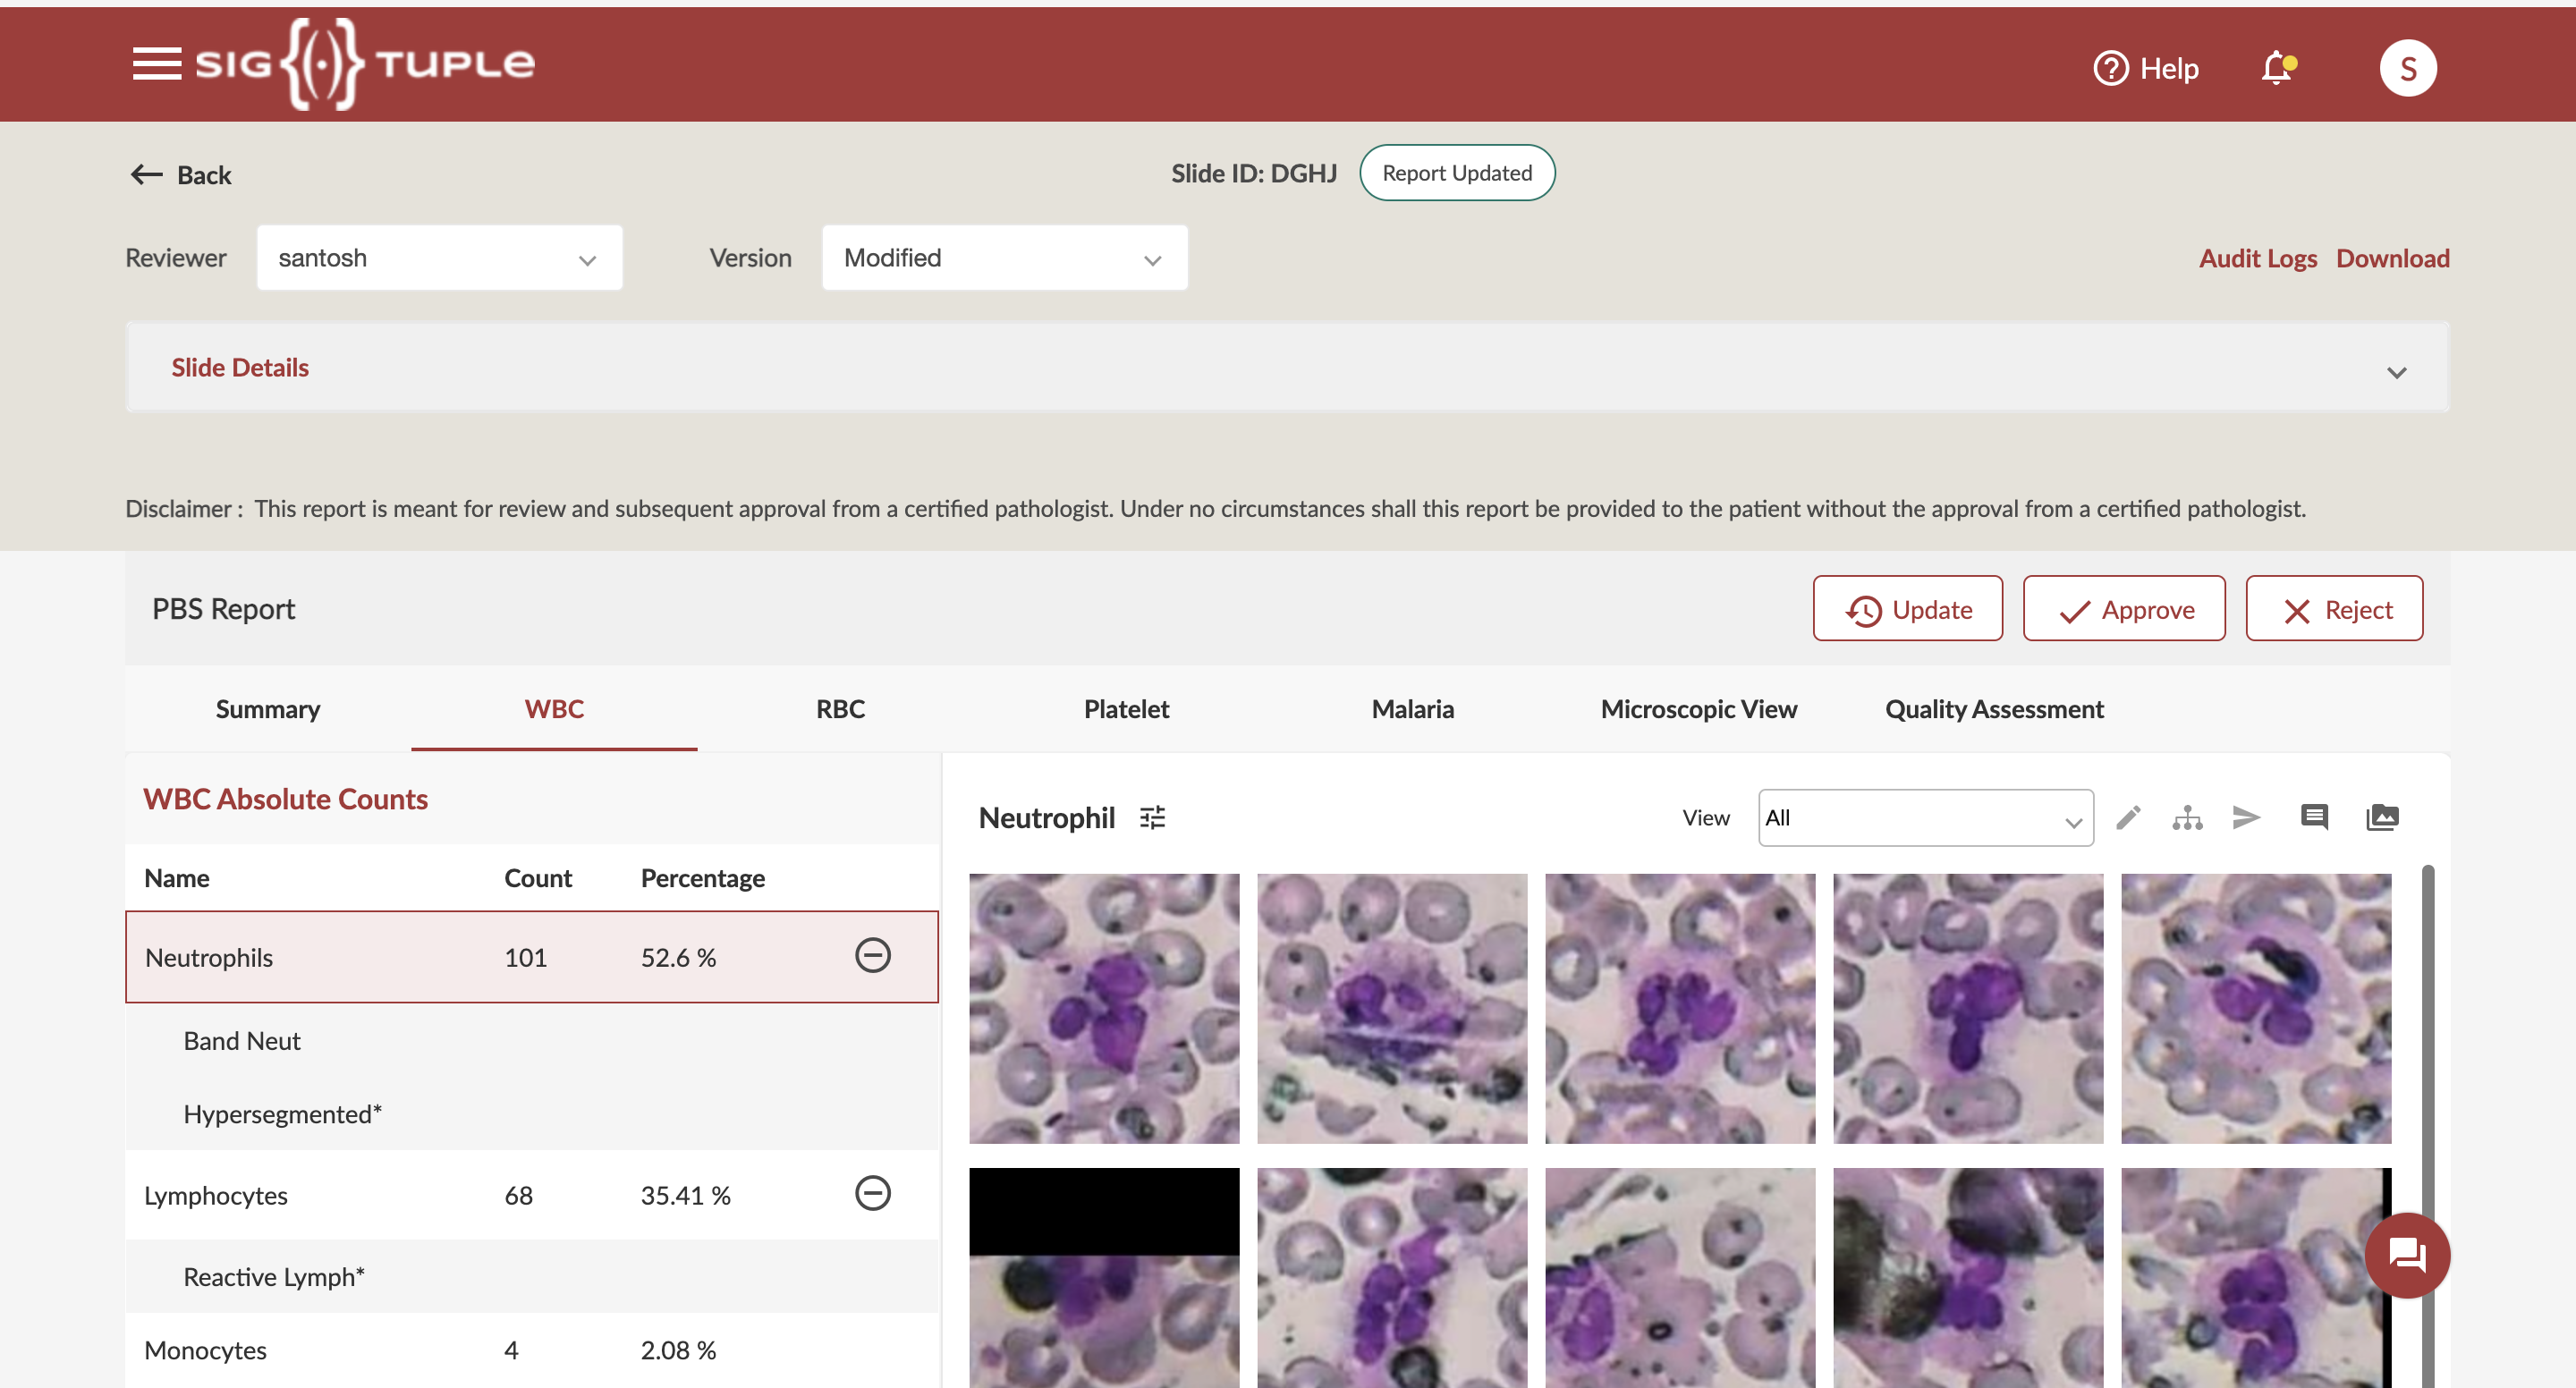 SIG{(·)}TUPLE
Help
S
Back
Slide ID: DGHJ
Report Updated
Reviewer
santosh
Version
Modified
Audit Logs
Download
Slide Details
Disclaimer : This report is meant for review and subsequent approval from a certified pathologist. Under no circumstances shall this report be provided to the patient without the approval from a certified pathologist.
PBS Report
Update
Approve
Reject
Summary
WBC
RBC
Platelet
Malaria
Microscopic View
Quality Assessment
WBC Absolute Counts
Name Count Percentage
Neutrophils 101 52.6 %
Band Neut
Hypersegmented*
Lymphocytes 68 35.41 %
Reactive Lymph*
Monocytes 4 2.08 %
Neutrophil
View
All